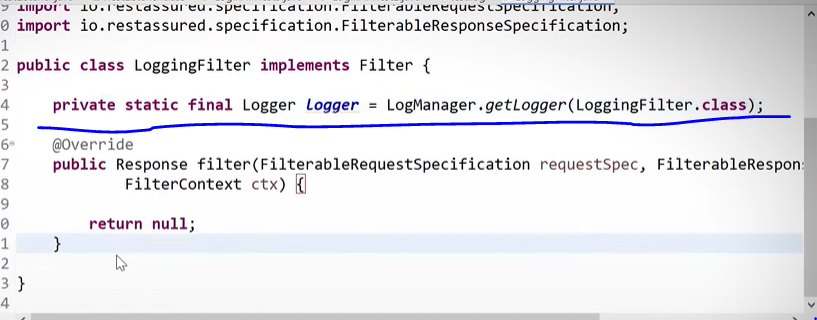 import io.restassured.specification.FilterableRequestSpecification;
0 import io.restassured.specification.FilterableResponseSpecification;
1
2 public class LoggingFilter implements Filter {
3
4 private static final Logger logger = LogManager.getLogger(LoggingFilter.class);
5
6 @Override
7 public Response filter(FilterableRequestSpecification requestSpec, FilterableRespon
8 FilterContext ctx) {
9
0 return null;
1 }
2
3 }
4